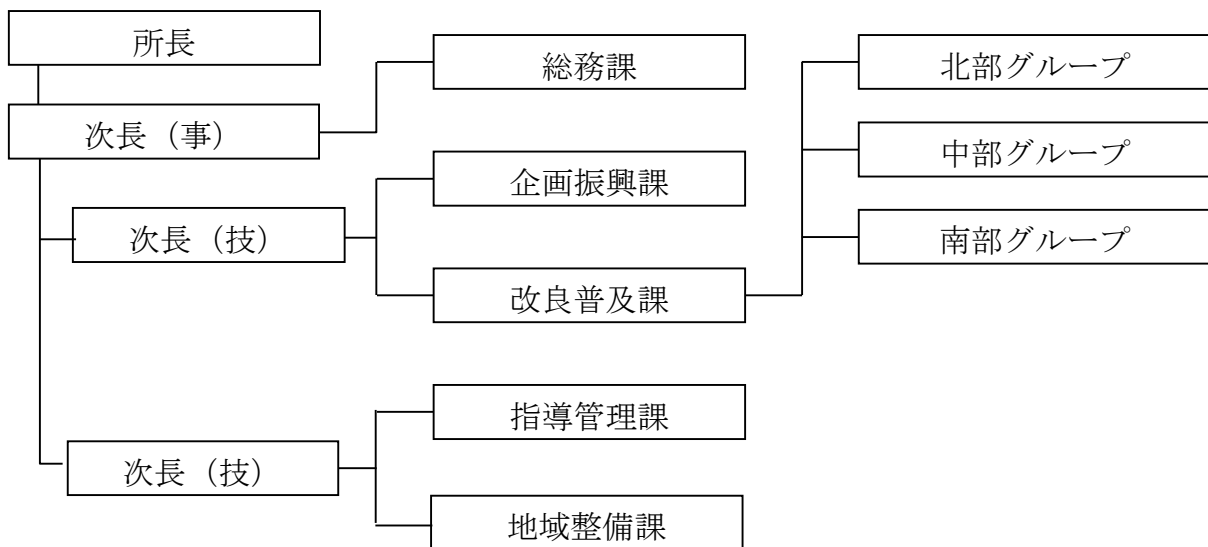 所長
次長（事）
総務課
次長（技）
企画振興課
改良普及課
北部グループ
中部グループ
南部グループ
次長（技）
指導管理課
地域整備課